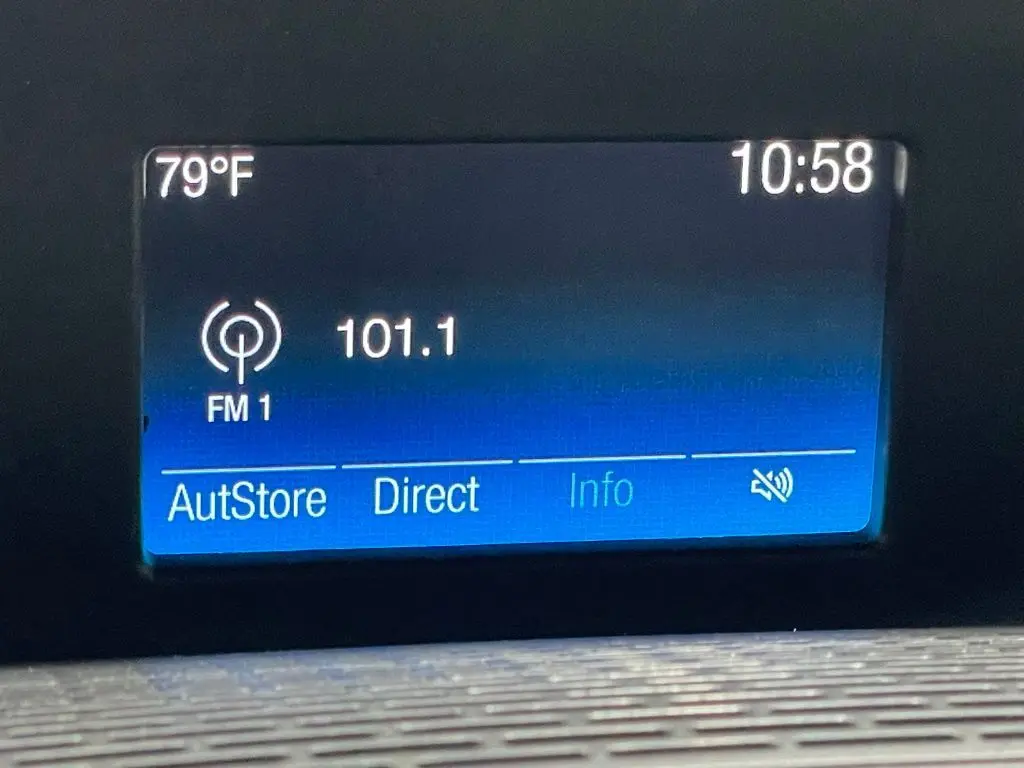 79°F 10:58
101.1
FM 1
AutStore Direct Info